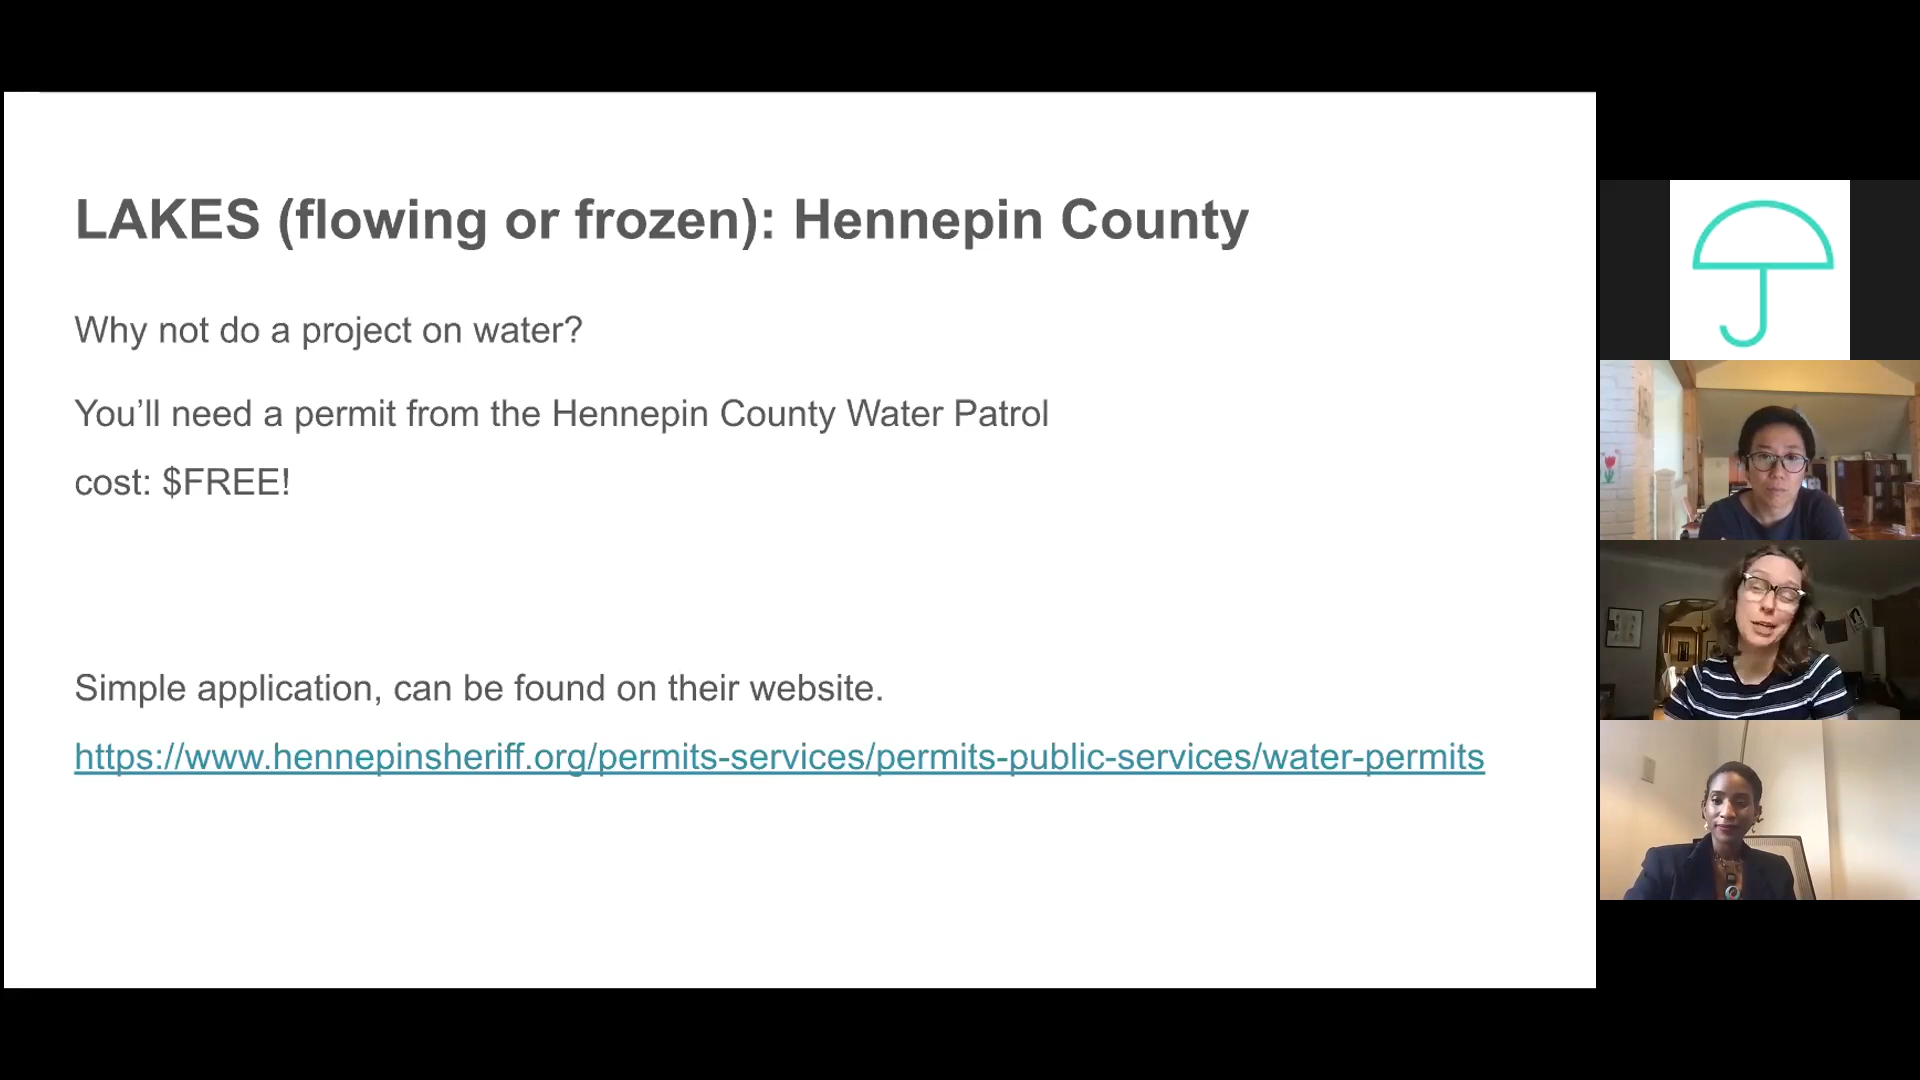 LAKES (flowing or frozen): Hennepin County
Why not do a project on water?
You’ll need a permit from the Hennepin County Water Patrol
cost: $FREE!
Simple application, can be found on their website.
https://www.hennepinsheriff.org/permits-services/permits-public-services/water-permits